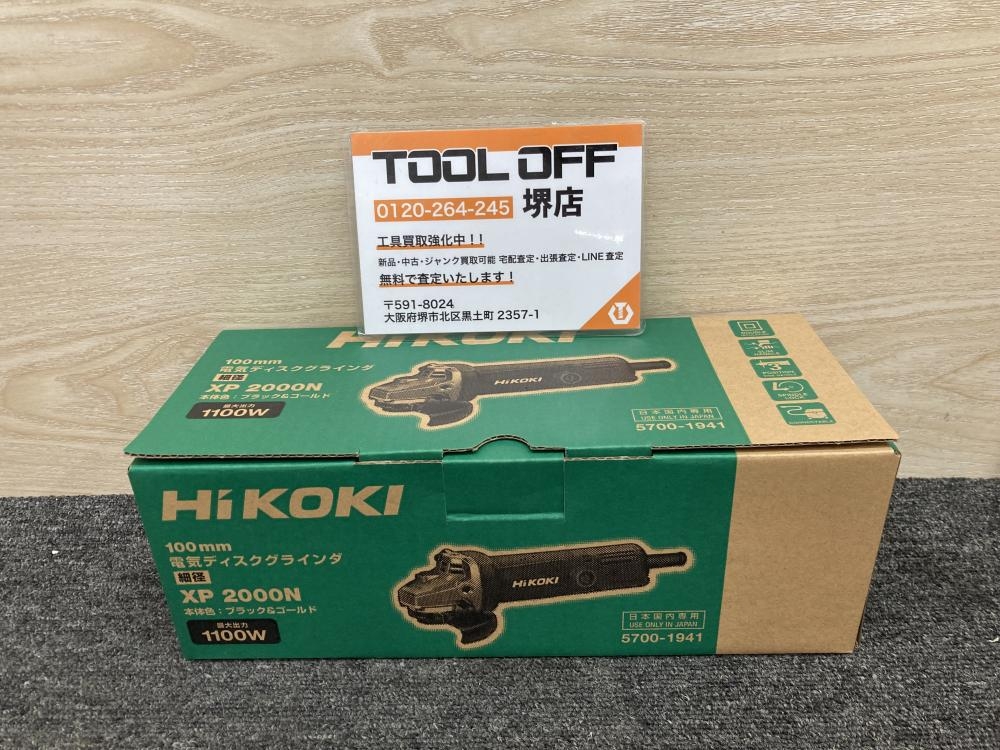 TOOL OFF
0120-264-245 堺店
工具買取強化中！！
新品・中古・ジャンク買取可能 宅配査定・出張査定・LINE査定
無料で査定いたします！
〒591-8024
大阪府堺市北区黒土町 2357-1
HiKOKI
100mm
電気ディスクグラインダ
細径
XP 2000N
本体色：ブラック&ゴールド
最大出力
1100W
HiKOKI
日本国内専用
USE ONLY IN JAPAN
5700-1941
SPINDLE
LOCK
HiKOKI
100mm
電気ディスクグラインダ
細径
XP 2000N
本体色：ブラック&ゴールド
最大出力
1100W
HiKOKI
日本国内専用
USE ONLY IN JAPAN
5700-1941